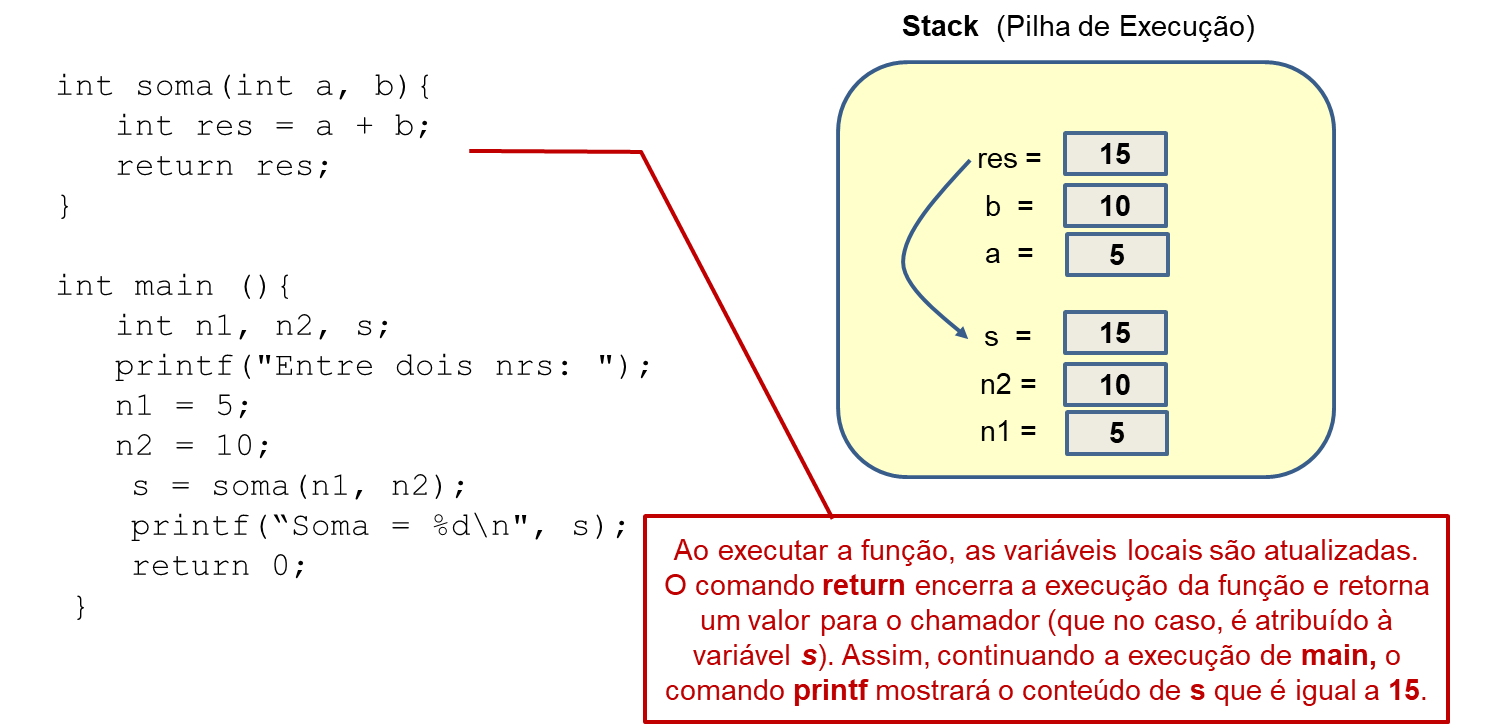 Stack (Pilha de Execução)
int soma(int a, b){
int res = a + b;
return res;
}
int main (){
int n1, n2, s;
printf("Entre dois nrs: ");
n1 = 5;
n2 = 10;
s = soma(n1, n2);
printf(“Soma = %d\n", s);
return 0;
}
res = 15
b = 10
a = 5
s = 15
n2 = 10
n1 = 5
Ao executar a função, as variáveis locais são atualizadas.
O comando return encerra a execução da função e retorna
um valor para o chamador (que no caso, é atribuído à
variável s). Assim, continuando a execução de main, o
comando printf mostrará o conteúdo de s que é igual a 15.